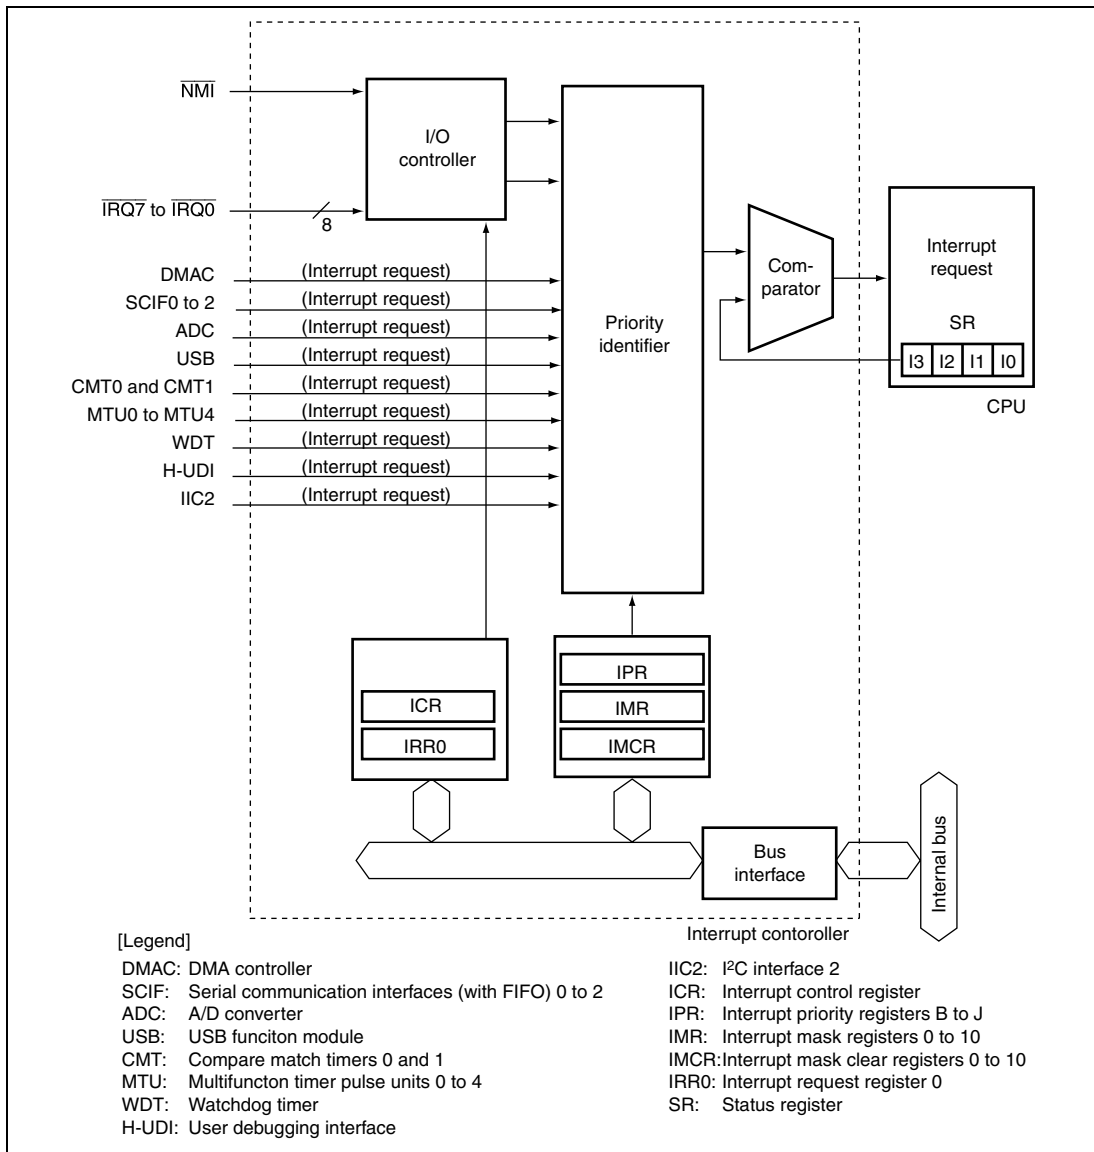 NMI
I/O
controller
IRQ7 to IRQ0
8
DMAC (Interrupt request)
SCIF0 to 2 (Interrupt request)
ADC (Interrupt request)
USB (Interrupt request)
CMT0 and CMT1 (Interrupt request)
MTU0 to MTU4 (Interrupt request)
WDT (Interrupt request)
H-UDI (Interrupt request)
IIC2 (Interrupt request)
Priority
identifier
Com-
parator
Interrupt
request
SR
I3 I2 I1 I0
CPU
ICR
IRR0
IPR
IMR
IMCR
Bus
interface
Internal bus
Interrupt contoroller
[Legend]
DMAC: DMA controller
SCIF: Serial communication interfaces (with FIFO) 0 to 2
ADC: A/D converter
USB: USB funciton module
CMT: Compare match timers 0 and 1
MTU: Multifuncton timer pulse units 0 to 4
WDT: Watchdog timer
H-UDI: User debugging interface
IIC2: I²C interface 2
ICR: Interrupt control register
IPR: Interrupt priority registers B to J
IMR: Interrupt mask registers 0 to 10
IMCR: Interrupt mask clear registers 0 to 10
IRR0: Interrupt request register 0
SR: Status register